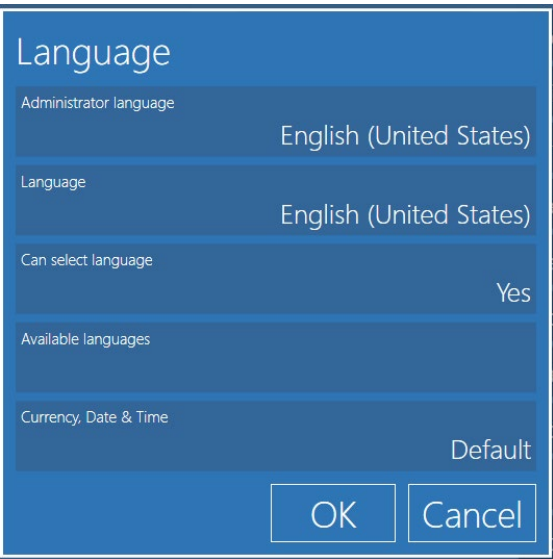 Language
Administrator language
English (United States)
Language
English (United States)
Can select language
Yes
Available languages
Currency, Date & Time
Default
OK Cancel